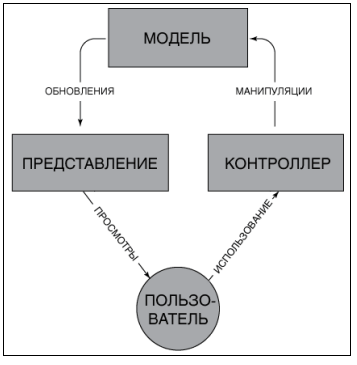 МОДЕЛЬ
ОБНОВЛЕНИЯ
МАНИПУЛЯЦИИ
ПРЕДСТАВЛЕНИЕ
КОНТРОЛЛЕР
ПРОСМОТРЫ
ИСПОЛЬЗОВАНИЕ
ПОЛЬЗО-
ВАТЕЛЬ